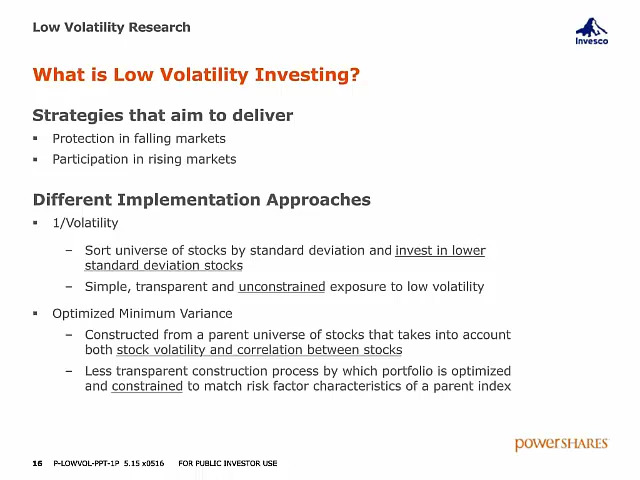 Low Volatility Research
Invesco
What is Low Volatility Investing?
Strategies that aim to deliver
▪ Protection in falling markets
▪ Participation in rising markets
Different Implementation Approaches
▪ 1/Volatility
– Sort universe of stocks by standard deviation and invest in lower
standard deviation stocks
– Simple, transparent and unconstrained exposure to low volatility
▪ Optimized Minimum Variance
– Constructed from a parent universe of stocks that takes into account
both stock volatility and correlation between stocks
– Less transparent construction process by which portfolio is optimized
and constrained to match risk factor characteristics of a parent index
powerSHARES
16 P-LOWVOL-PPT-1P 5.15 x0516 FOR PUBLIC INVESTOR USE